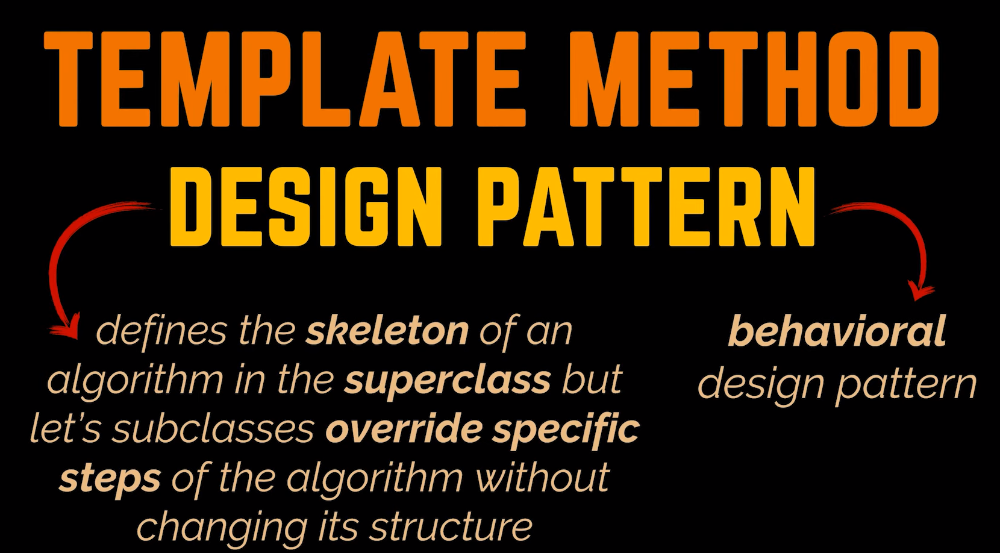 TEMPLATE METHOD
DESIGN PATTERN
defines the skeleton of an
algorithm in the superclass but
let’s subclasses override specific
steps of the algorithm without
changing its structure
behavioral
design pattern